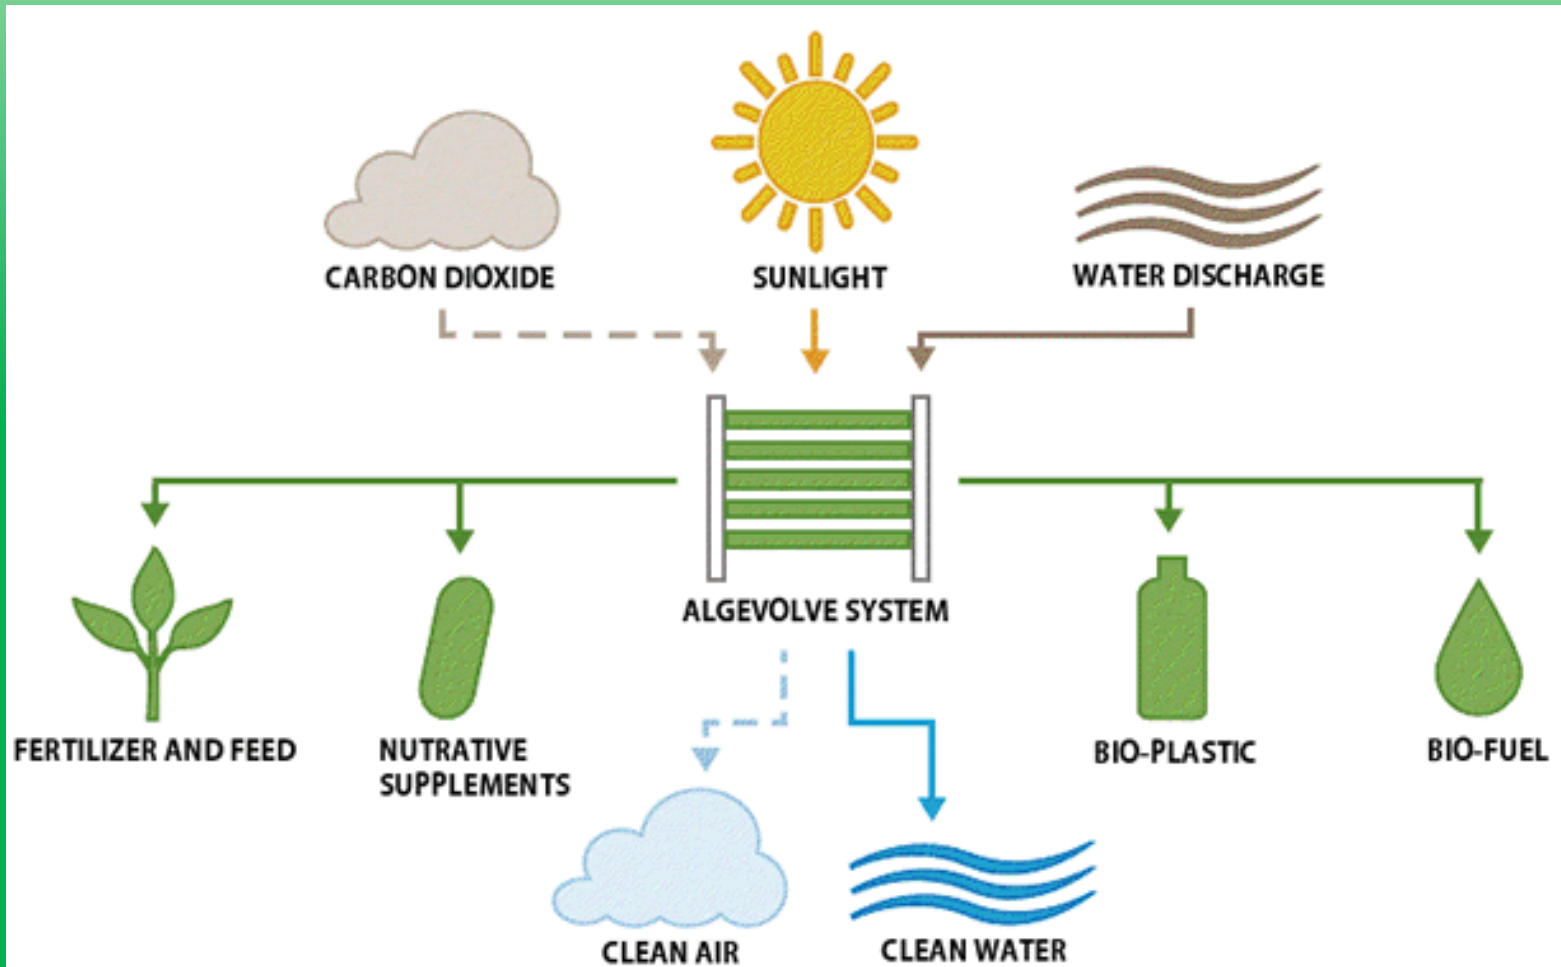 CARBON DIOXIDE
SUNLIGHT
WATER DISCHARGE
ALGEVOLVE SYSTEM
FERTILIZER AND FEED
NUTRATIVE
SUPPLEMENTS
BIO-PLASTIC
BIO-FUEL
CLEAN AIR
CLEAN WATER